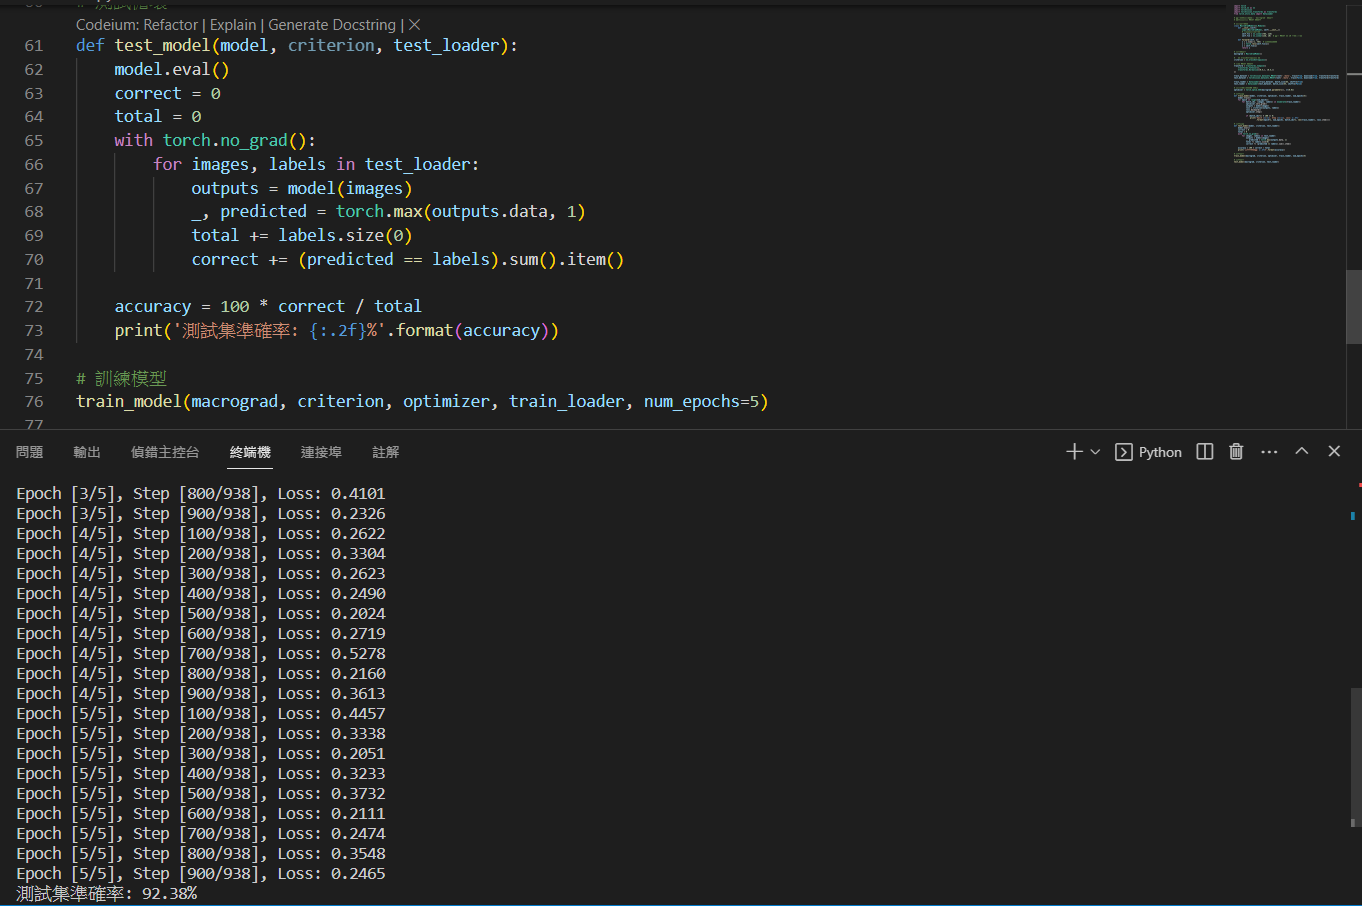 Codeium: Refactor | Explain | Generate Docstring | ✕
61 def test_model(model, criterion, test_loader):
62 model.eval()
63 correct = 0
64 total = 0
65 with torch.no_grad():
66 for images, labels in test_loader:
67 outputs = model(images)
68 _, predicted = torch.max(outputs.data, 1)
69 total += labels.size(0)
70 correct += (predicted == labels).sum().item()
71
72 accuracy = 100 * correct / total
73 print('測試集準確率: {:.2f}%'.format(accuracy))
74
75 # 訓練模型
76 train_model(macrograd, criterion, optimizer, train_loader, num_epochs=5)
77
問題 輸出 偵錯主控台 終端機 連接埠 註解 Python
Epoch [3/5], Step [800/938], Loss: 0.4101
Epoch [3/5], Step [900/938], Loss: 0.2326
Epoch [4/5], Step [100/938], Loss: 0.2622
Epoch [4/5], Step [200/938], Loss: 0.3304
Epoch [4/5], Step [300/938], Loss: 0.2623
Epoch [4/5], Step [400/938], Loss: 0.2490
Epoch [4/5], Step [500/938], Loss: 0.2024
Epoch [4/5], Step [600/938], Loss: 0.2719
Epoch [4/5], Step [700/938], Loss: 0.5278
Epoch [4/5], Step [800/938], Loss: 0.2160
Epoch [4/5], Step [900/938], Loss: 0.3613
Epoch [5/5], Step [100/938], Loss: 0.4457
Epoch [5/5], Step [200/938], Loss: 0.3338
Epoch [5/5], Step [300/938], Loss: 0.2051
Epoch [5/5], Step [400/938], Loss: 0.3233
Epoch [5/5], Step [500/938], Loss: 0.3732
Epoch [5/5], Step [600/938], Loss: 0.2111
Epoch [5/5], Step [700/938], Loss: 0.2474
Epoch [5/5], Step [800/938], Loss: 0.3548
Epoch [5/5], Step [900/938], Loss: 0.2465
測試集準確率: 92.38%